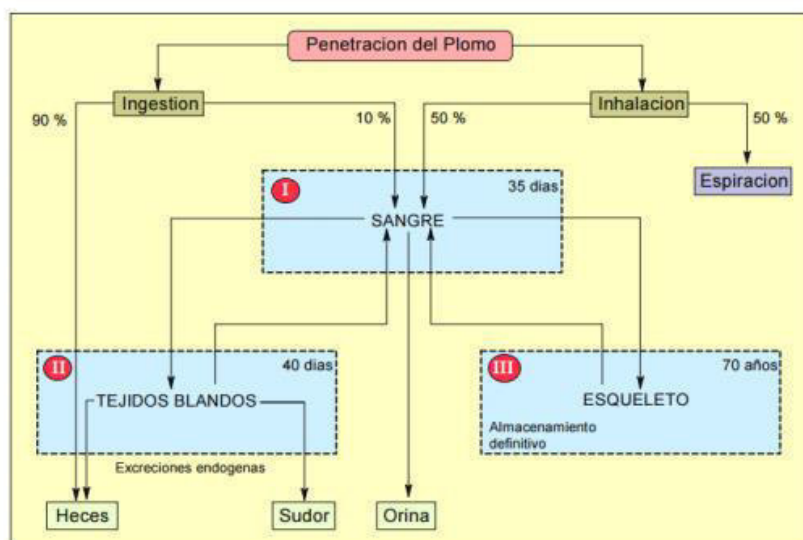 Penetracion del Plomo
Ingestion
Inhalacion
90 %
10 %
50 %
50 %
Espiracion
I
35 dias
SANGRE
II
40 dias
III
70 años
TEJIDOS BLANDOS
ESQUELETO
Almacenamiento
definitivo
Excreciones endogenas
Heces
Sudor
Orina